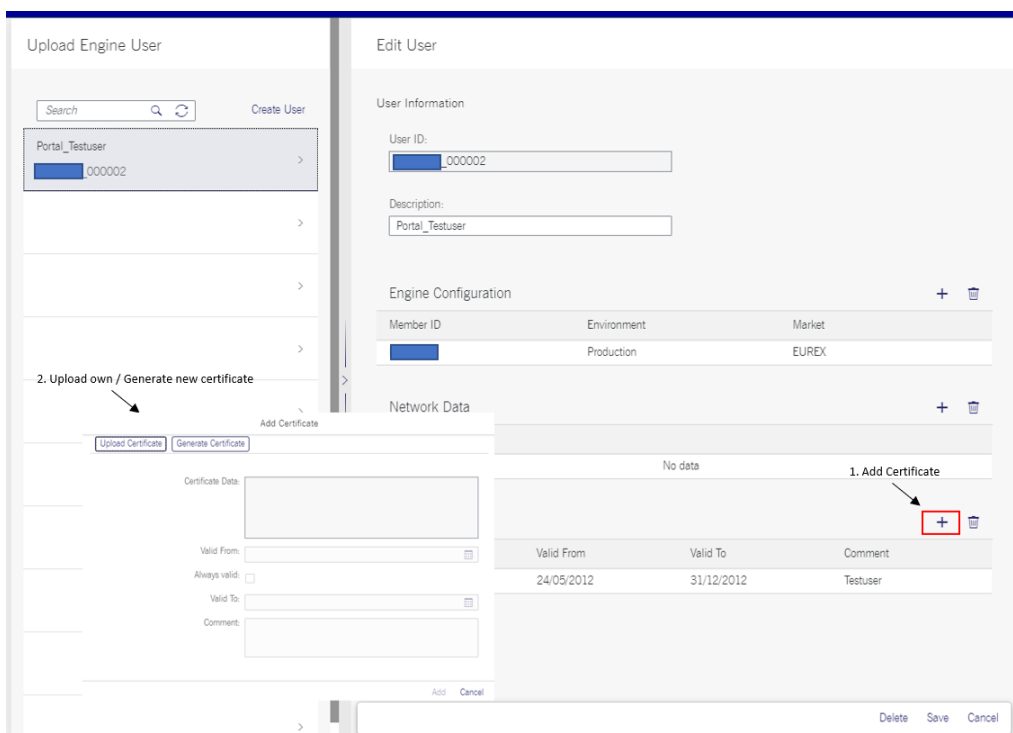 Upload Engine User
Search
Create User
Portal_Testuser
_000002
2. Upload own / Generate new certificate
Edit User
User Information
User ID:
_000002
Description:
Portal_Testuser
Engine Configuration
Member ID Environment Market
Production EUREX
Network Data
No data
1. Add Certificate
Valid From Valid To Comment
24/05/2012 31/12/2012 Testuser
Add Certificate
Upload Certificate Generate Certificate
Certificate Data:
Valid From:
Always valid:
Valid To:
Comment:
Add Cancel
Delete Save Cancel